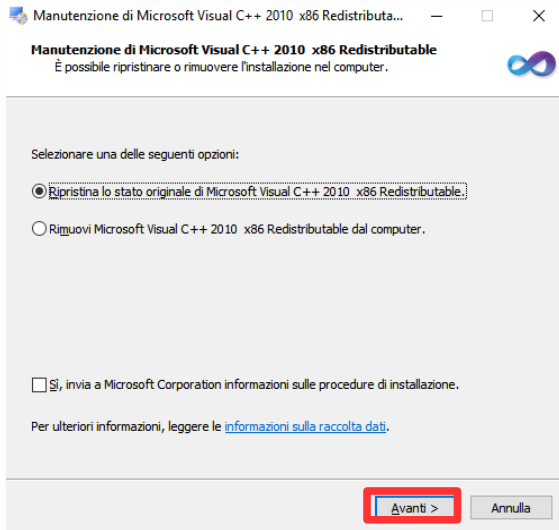 Manutenzione di Microsoft Visual C++ 2010 x86 Redistributa...
Manutenzione di Microsoft Visual C++ 2010  x86 Redistributable
È possibile ripristinare o rimuovere l'installazione nel computer.
Selezionare una delle seguenti opzioni:
Ripristina lo stato originale di Microsoft Visual C++ 2010  x86 Redistributable.
Rimuovi Microsoft Visual C++ 2010  x86 Redistributable dal computer.
Sì, invia a Microsoft Corporation informazioni sulle procedure di installazione.
Per ulteriori informazioni, leggere le informazioni sulla raccolta dati.
Avanti > Annulla